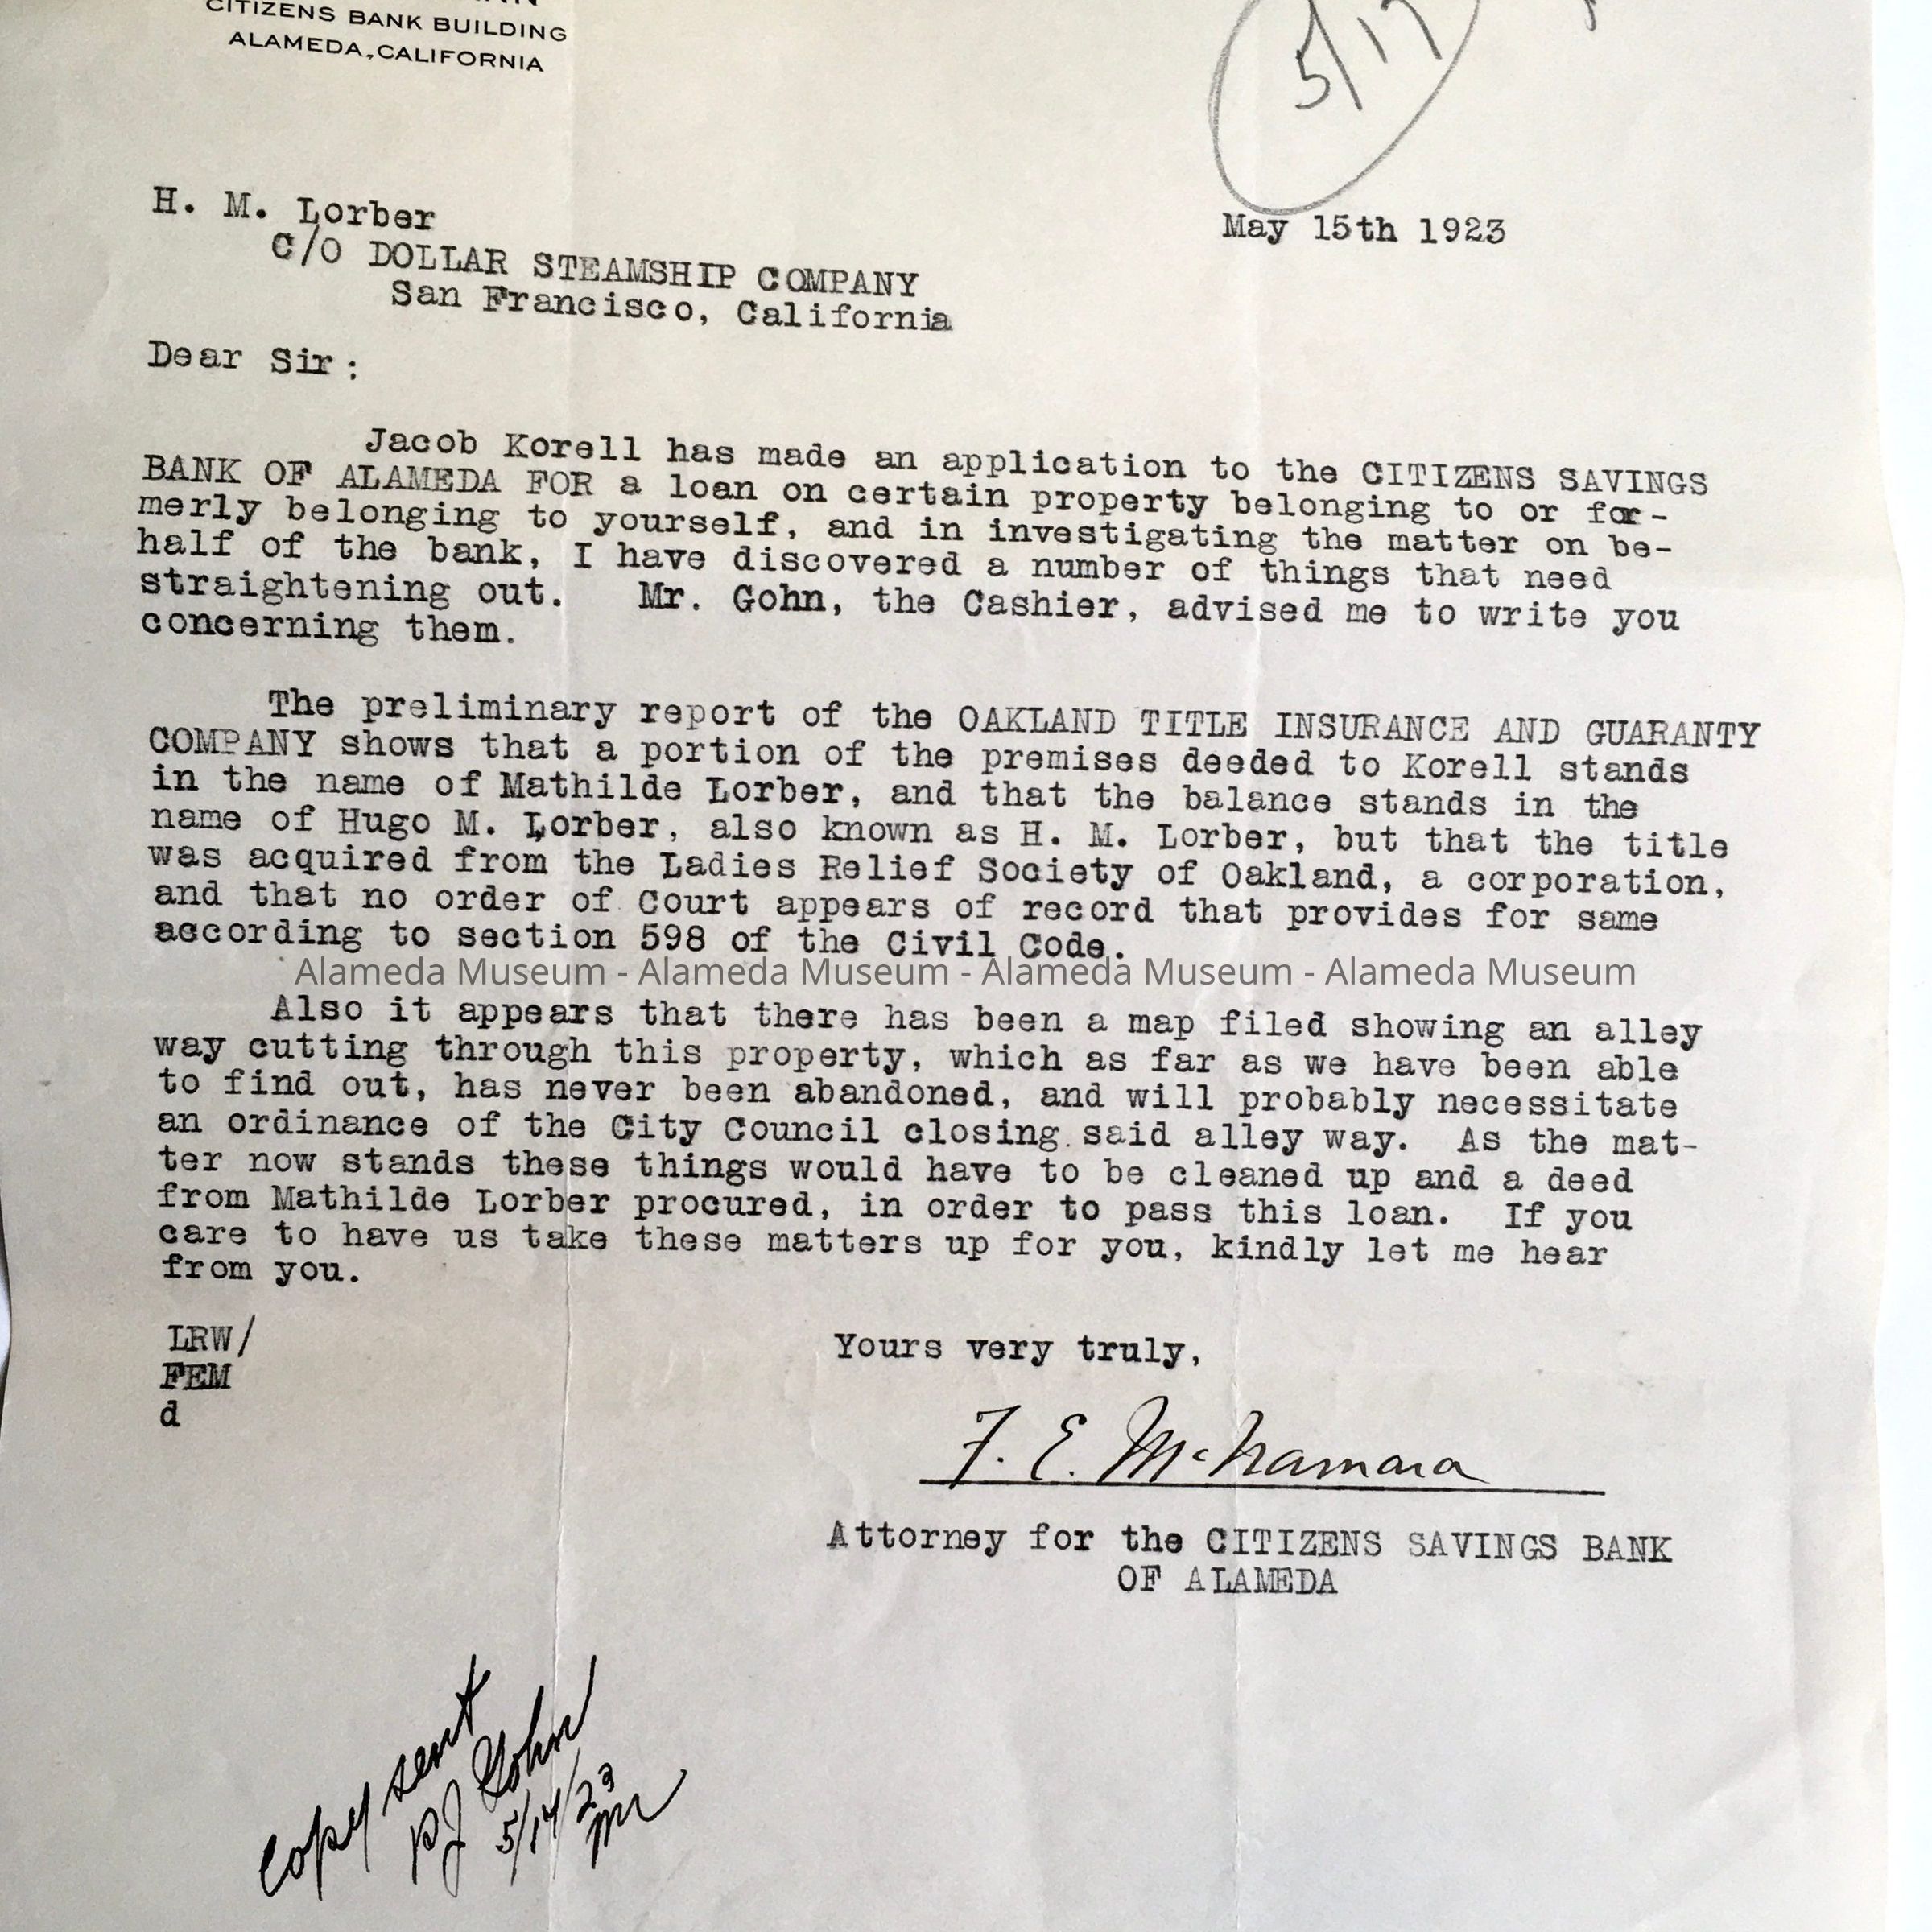 CITIZENS BANK BUILDING
ALAMEDA, CALIFORNIA
5/17
May 15th 1923
H. M. Lorber
C/O DOLLAR STEAMSHIP COMPANY
San Francisco, California
Dear Sir:
Jacob Korell has made an application to the CITIZENS SAVINGS
BANK OF ALAMEDA FOR a loan on certain property belonging to or for-
merly belonging to yourself, and in investigating the matter on be-
half of the bank, I have discovered a number of things that need
straightening out. Mr. Gohn, the Cashier, advised me to write you
concerning them.
The preliminary report of the OAKLAND TITLE INSURANCE AND GUARANTY
COMPANY shows that a portion of the premises deeded to Korell stands
in the name of Mathilde Lorber, and that the balance stands in the
name of Hugo M. Lorber, also known as H. M. Lorber, but that the title
was acquired from the Ladies Relief Society of Oakland, a corporation,
and that no order of Court appears of record that provides for same
according to section 598 of the Civil Code.
Alameda Museum - Alameda Museum - Alameda Museum - Alameda Museum
Also it appears that there has been a map filed showing an alley
way cutting through this property, which as far as we have been able
to find out, has never been abandoned, and will probably necessitate
an ordinance of the City Council closing said alley way. As the mat-
ter now stands these things would have to be cleaned up and a deed
from Mathilde Lorber procured, in order to pass this loan. If you
care to have us take these matters up for you, kindly let me hear
from you.
LRW/
FEM
d
Yours very truly,
F. E. McNamara
Attorney for the CITIZENS SAVINGS BANK
OF ALAMEDA
Copy sent
PJ Gohn
5/17/23